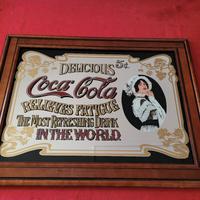 DELICIOUS 5¢
Coca-Cola
RELIEVES FATIGUE
THE MOST REFRESHING DRINK
IN THE WORLD